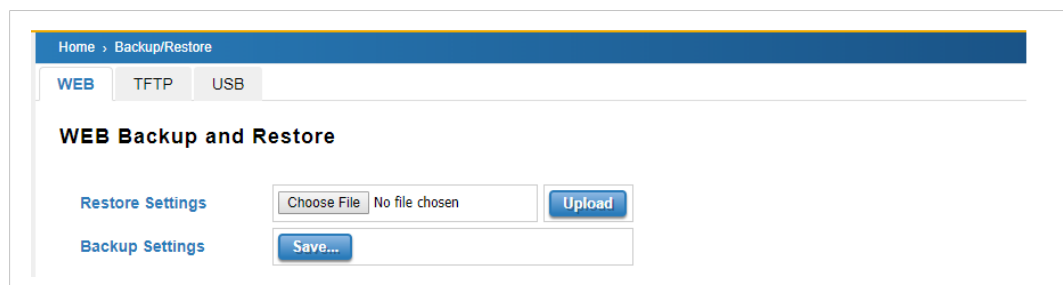 Home › Backup/Restore
WEB TFTP USB
WEB Backup and Restore
Restore Settings Choose File No file chosen Upload
Backup Settings Save...